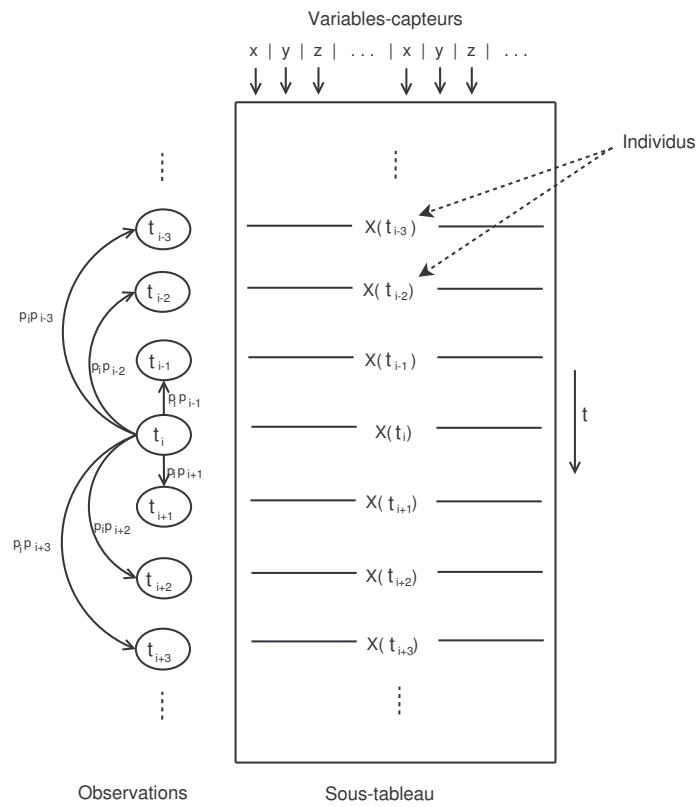 Variables-capteurs
x | y | z | . . . | x | y | z | . . .
Individus
t i-3 X( t i-3 )
t i-2 X( t i-2 )
p i p i-3
t i-1 X( t i-1 )
p i p i-2
p i p i-1
t
t i X( t i )
p i p i+1
t i+1 X( t i+1 )
p i p i+2
p i p i+3
t i+2 X( t i+2 )
t i+3 X( t i+3 )
Observations Sous-tableau